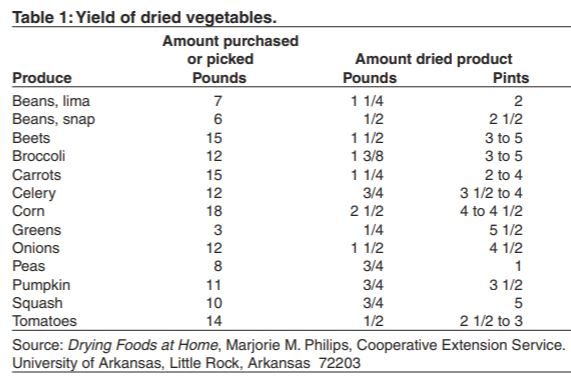 Table 1: Yield of dried vegetables.
Amount purchased
or picked Amount dried product
Produce Pounds Pounds Pints
Beans, lima 7 1 1/4 2
Beans, snap 6 1/2 2 1/2
Beets 15 1 1/2 3 to 5
Broccoli 12 1 3/8 3 to 5
Carrots 15 1 1/4 2 to 4
Celery 12 3/4 3 1/2 to 4
Corn 18 2 1/2 4 to 4 1/2
Greens 3 1/4 5 1/2
Onions 12 1 1/2 4 1/2
Peas 8 3/4 1
Pumpkin 11 3/4 3 1/2
Squash 10 3/4 5
Tomatoes 14 1/2 2 1/2 to 3
Source: Drying Foods at Home, Marjorie M. Philips, Cooperative Extension Service.
University of Arkansas, Little Rock, Arkansas 72203